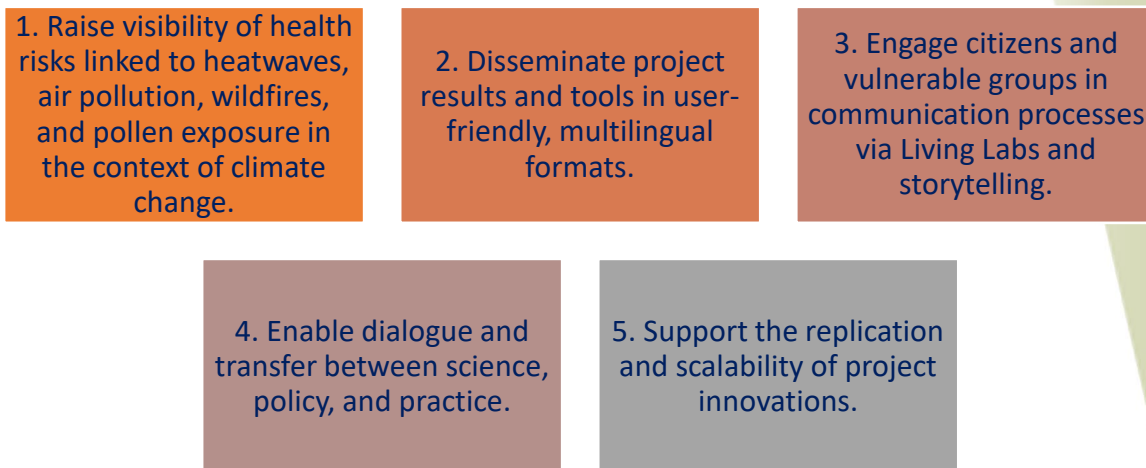 1. Raise visibility of health
risks linked to heatwaves,
air pollution, wildfires,
and pollen exposure in
the context of climate
change.
2. Disseminate project
results and tools in user-
friendly, multilingual
formats.
3. Engage citizens and
vulnerable groups in
communication processes
via Living Labs and
storytelling.
4. Enable dialogue and
transfer between science,
policy, and practice.
5. Support the replication
and scalability of project
innovations.